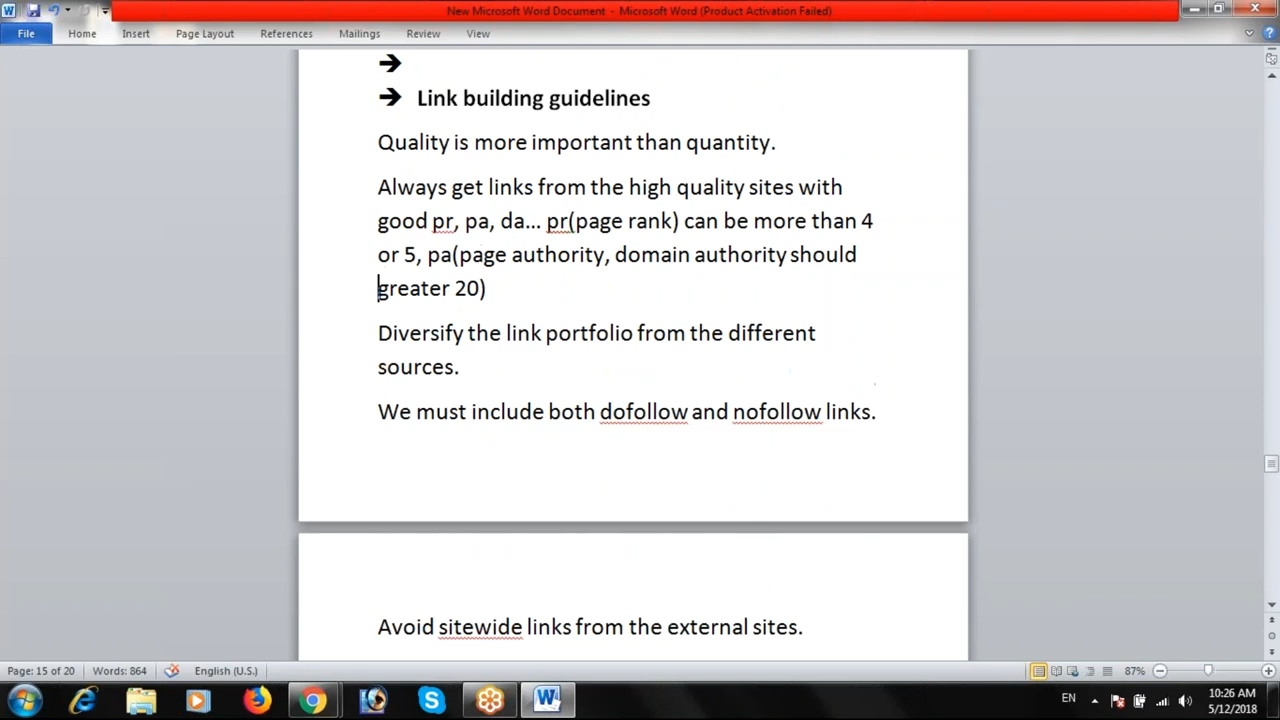 New Microsoft Word Document - Microsoft Word (Product Activation Failed)
File Home Insert Page Layout References Mailings Review View
➔
➔ Link building guidelines
Quality is more important than quantity.
Always get links from the high quality sites with
good pr, pa, da... pr(page rank) can be more than 4
or 5, pa(page authority, domain authority should
greater 20)
Diversify the link portfolio from the different
sources.
We must include both dofollow and nofollow links.
Avoid sitewide links from the external sites.
Page: 15 of 20 Words: 864 English (U.S.) 87%
EN 10:26 AM
5/12/2018